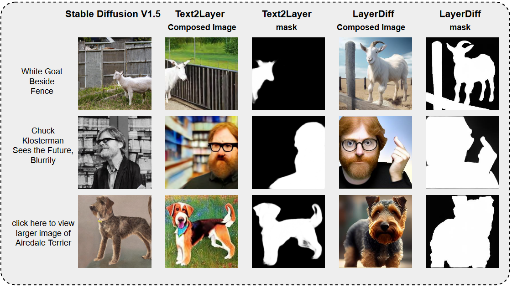 Stable Diffusion V1.5
Text2Layer
Composed Image
Text2Layer
mask
LayerDiff
Composed Image
LayerDiff
mask
White Goat
Beside
Fence
Chuck
Klosterman
Sees the Future,
Blurrily
click here to view
larger image of
Airedale Terrier